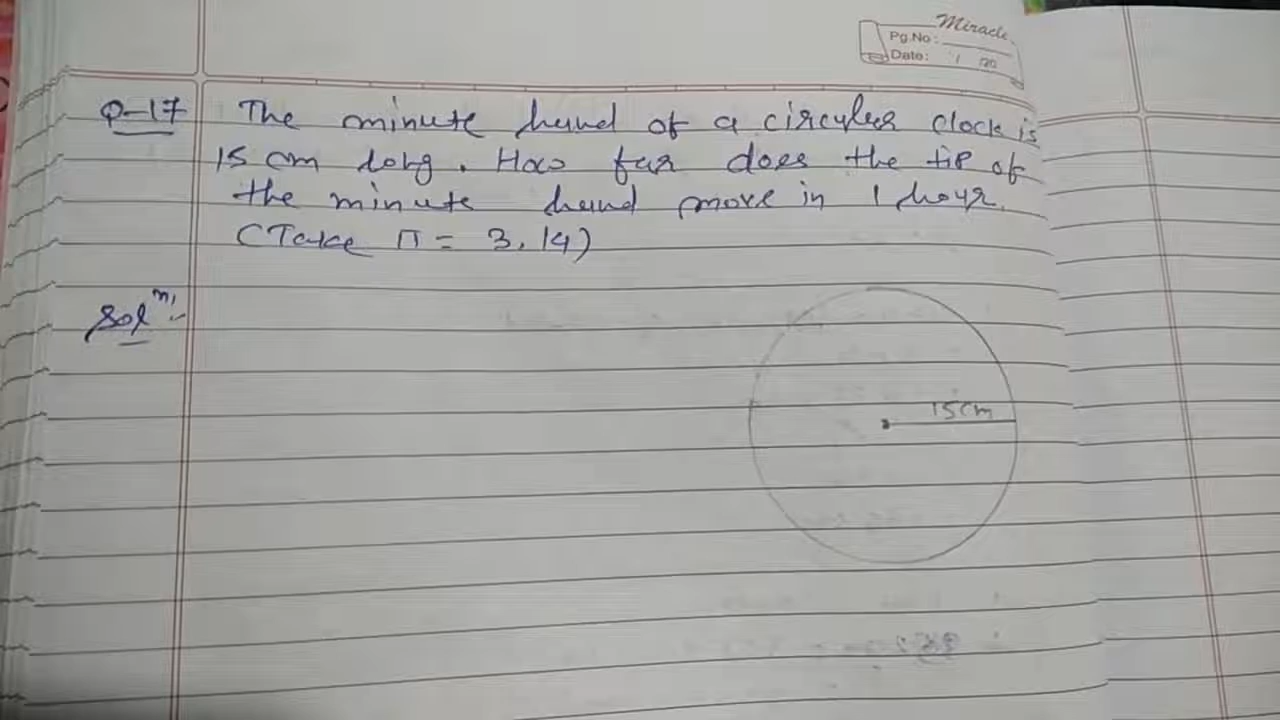 Miracle
Pg.No:
Date: / /20
Q-17 The minute hand of a circular clock is
15 cm long. How far does the tip of
the minute hand move in 1 hour.
(Take π = 3.14)
Solⁿ:-
15cm